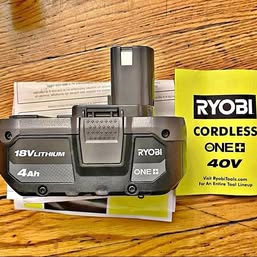 18V LITHIUM
4Ah
RYOBI
ONE+
RYOBI
CORDLESS
ONE+
40V
Visit RyobiTools.com
For An Entire Tool Lineup